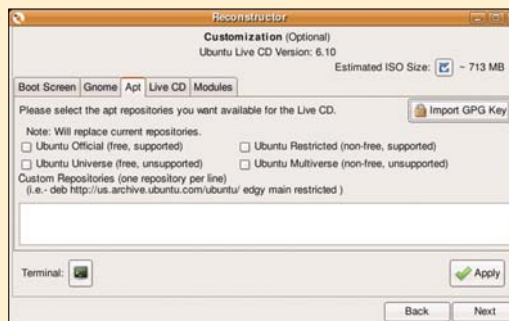 Reconstructor
Customization (Optional)
Ubuntu Live CD Version: 6.10
Estimated ISO Size: ~ 713 MB
Boot Screen Gnome Apt Live CD Modules
Please select the apt repositories you want available for the Live CD. Import GPG Key
Note: Will replace current repositories.
Ubuntu Official (free, supported) Ubuntu Restricted (non-free, supported)
Ubuntu Universe (free, unsupported) Ubuntu Multiverse (non-free, unsupported)
Custom Repositories (one repository per line)
(i.e.- deb http://us.archive.ubuntu.com/ubuntu/ edgy main restricted )
Terminal: Apply
Back Next